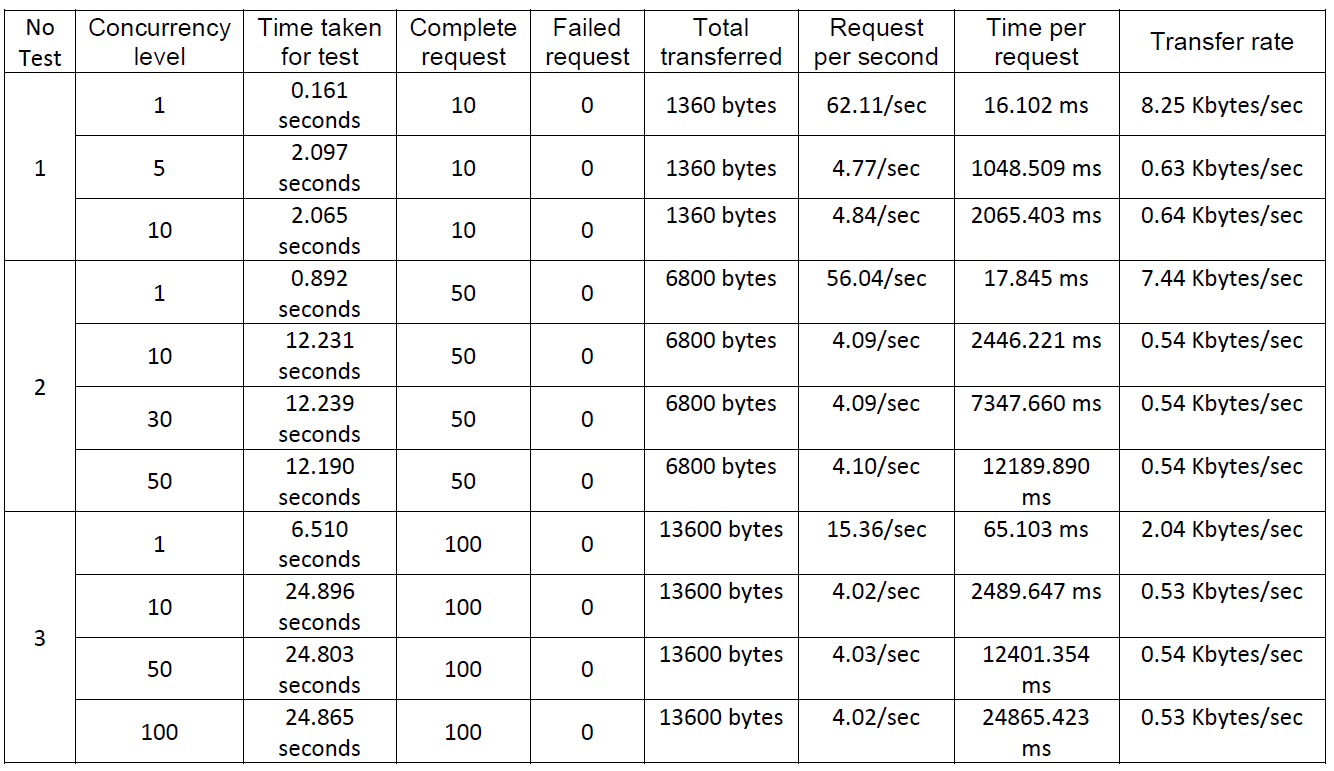 No Test Concurrency level Time taken for test Complete request Failed request Total transferred Request per second Time per request Transfer rate
1 1 0.161 seconds 10 0 1360 bytes 62.11/sec 16.102 ms 8.25 Kbytes/sec
5 2.097 seconds 10 0 1360 bytes 4.77/sec 1048.509 ms 0.63 Kbytes/sec
10 2.065 seconds 10 0 1360 bytes 4.84/sec 2065.403 ms 0.64 Kbytes/sec
2 1 0.892 seconds 50 0 6800 bytes 56.04/sec 17.845 ms 7.44 Kbytes/sec
10 12.231 seconds 50 0 6800 bytes 4.09/sec 2446.221 ms 0.54 Kbytes/sec
30 12.239 seconds 50 0 6800 bytes 4.09/sec 7347.660 ms 0.54 Kbytes/sec
50 12.190 seconds 50 0 6800 bytes 4.10/sec 12189.890 ms 0.54 Kbytes/sec
3 1 6.510 seconds 100 0 13600 bytes 15.36/sec 65.103 ms 2.04 Kbytes/sec
10 24.896 seconds 100 0 13600 bytes 4.02/sec 2489.647 ms 0.53 Kbytes/sec
50 24.803 seconds 100 0 13600 bytes 4.03/sec 12401.354 ms 0.54 Kbytes/sec
100 24.865 seconds 100 0 13600 bytes 4.02/sec 24865.423 ms 0.53 Kbytes/sec